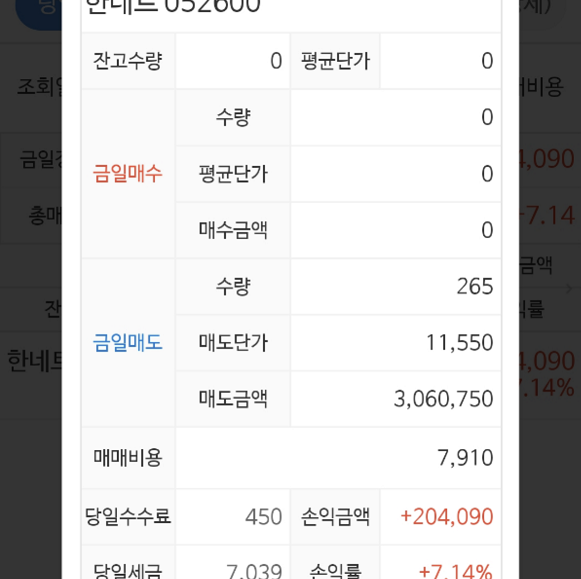 한네트 052600
잔고수량 0 평균단가 0
금일매수 수량 0
평균단가 0
매수금액 0
금일매도 수량 265
매도단가 11,550
매도금액 3,060,750
매매비용 7,910
당일수수료 450 손익금액 +204,090
당일세금 7,039 손익률 +7.14%
조회일
비용
금일
4,090
총매
7.14
금액
잔
률
한네트
4,090
7.14%